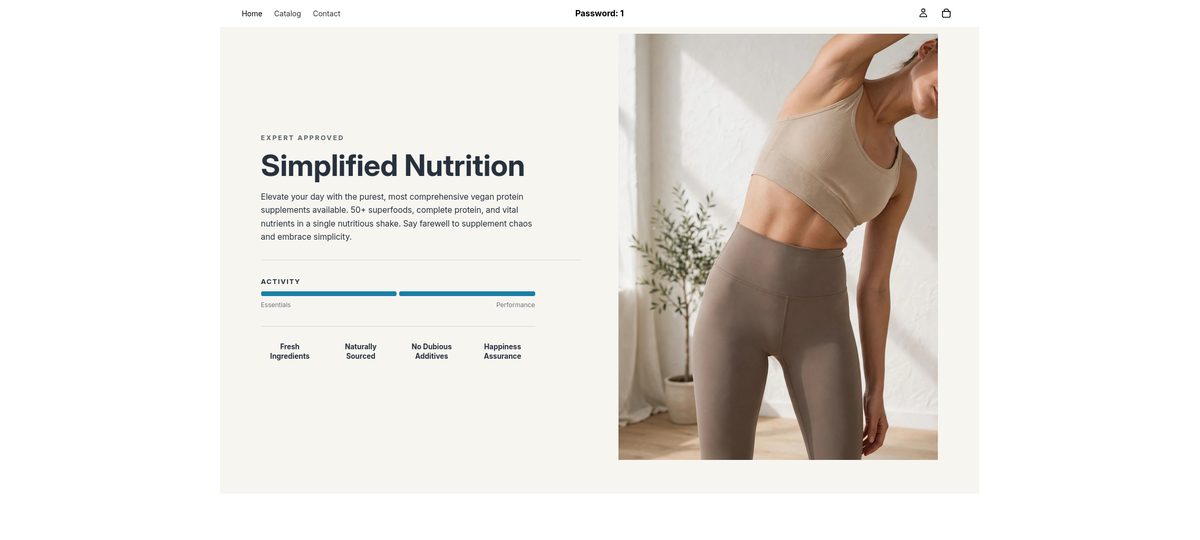 Home
Catalog
Contact
Password: 1
EXPERT APPROVED
Simplified Nutrition
Elevate your day with the purest, most comprehensive vegan protein
supplements available. 50+ superfoods, complete protein, and vital
nutrients in a single nutritious shake. Say farewell to supplement chaos
and embrace simplicity.
ACTIVITY
Essentials
Performance
Fresh
Ingredients
Naturally
Sourced
No Dubious
Additives
Happiness
Assurance